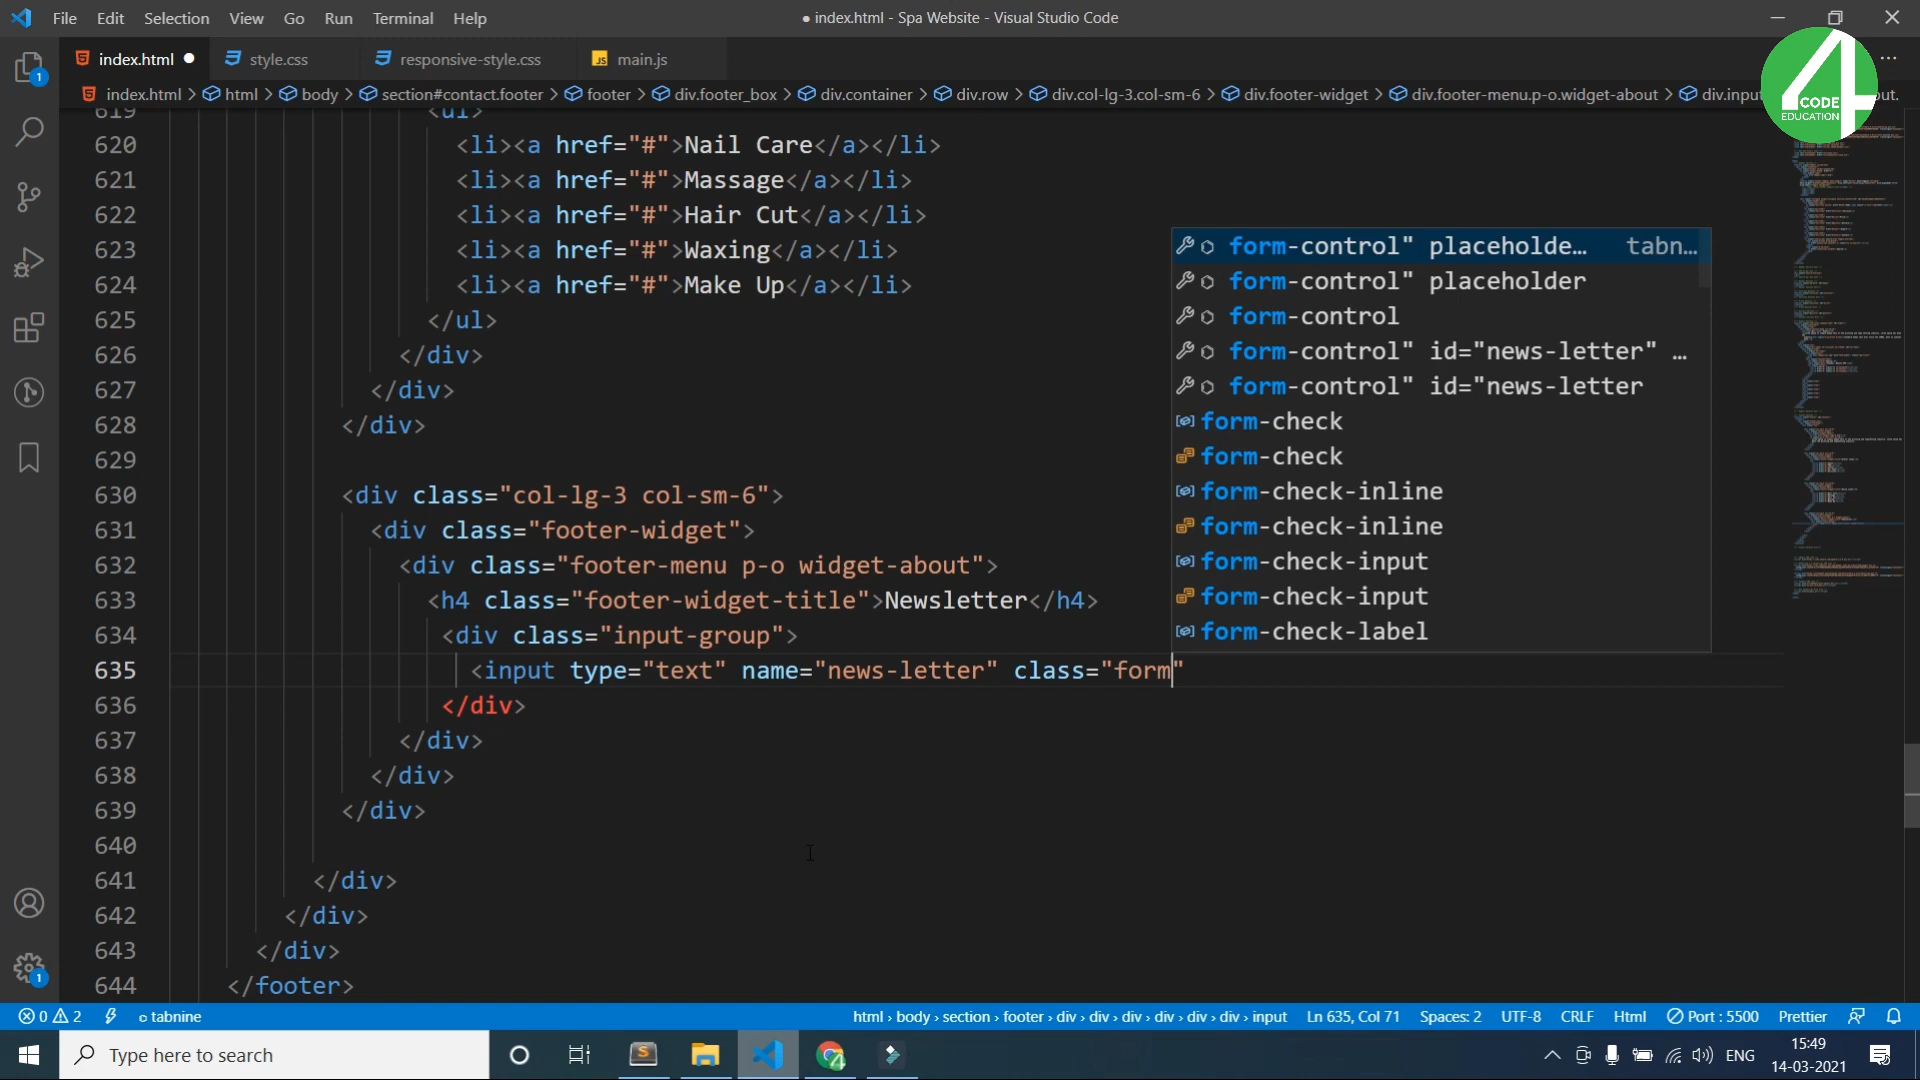 File Edit Selection View Go Run Terminal Help
● index.html - Spa Website - Visual Studio Code
index.html ● style.css responsive-style.css JS main.js
index.html > html > body > section#contact.footer > footer > div.footer_box > div.container > div.row > div.col-lg-3.col-sm-6 > div.footer-widget > div.footer-menu.p-o.widget-about >
4
CODE
EDUCATION
619 <ul>
620 <li><a href="#">Nail Care</a></li>
621 <li><a href="#">Massage</a></li>
622 <li><a href="#">Hair Cut</a></li>
623 <li><a href="#">Waxing</a></li>
624 <li><a href="#">Make Up</a></li>
625 </ul>
626 </div>
627 </div>
628 </div>
629
630 <div class="col-lg-3 col-sm-6">
631 <div class="footer-widget">
632 <div class="footer-menu p-o widget-about">
633 <h4 class="footer-widget-title">Newsletter</h4>
634 <div class="input-group">
635 <input type="text" name="news-letter" class="form"
636 </div>
637 </div>
638 </div>
639 </div>
640
641 </div>
642 </div>
643 </div>
644 </footer>
form-control" placeholde… tabn…
form-control" placeholder
form-control
form-control" id="news-letter" …
form-control" id="news-letter
form-check
form-check
form-check-inline
form-check-inline
form-check-input
form-check-input
form-check-label
1
1
0 2 tabnine
html > body > section > footer > div > div > div > div > div > div > input Ln 635, Col 71 Spaces: 2 UTF-8 CRLF Html Port : 5500 Prettier
Type here to search
ENG
15:49
14-03-2021